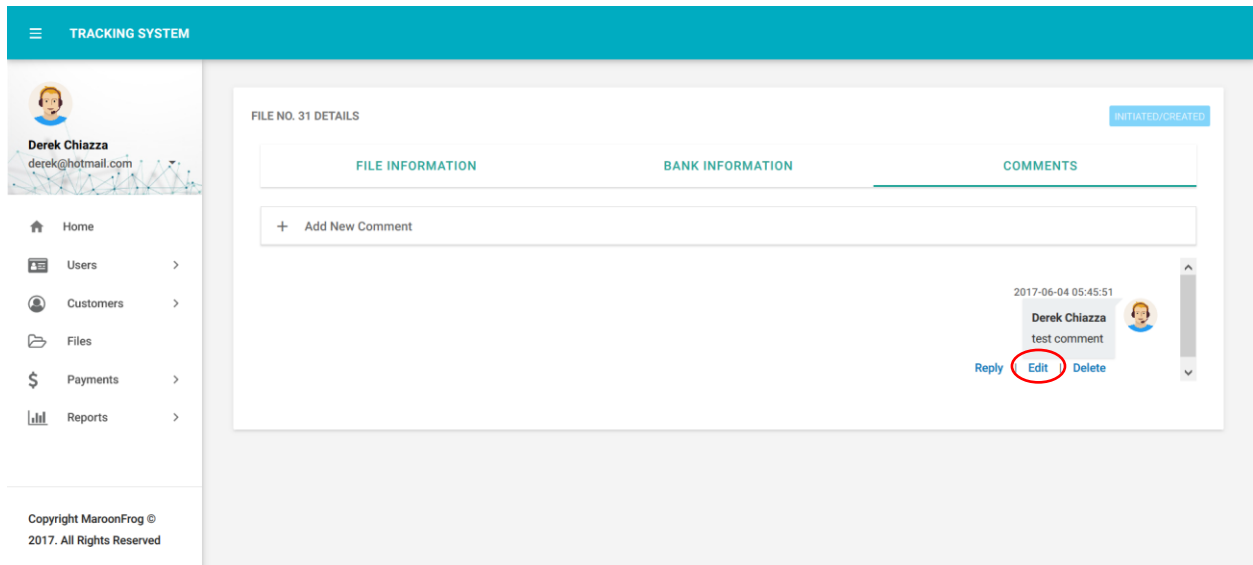 TRACKING SYSTEM
Derek Chiazza
derek@hotmail.com
Home
Users
Customers
Files
Payments
Reports
Copyright MaroonFrog ©
2017. All Rights Reserved
FILE NO. 31 DETAILS
INITIATED/CREATED
FILE INFORMATION
BANK INFORMATION
COMMENTS
+ Add New Comment
2017-06-04 05:45:51
Derek Chiazza
test comment
Reply | Edit | Delete